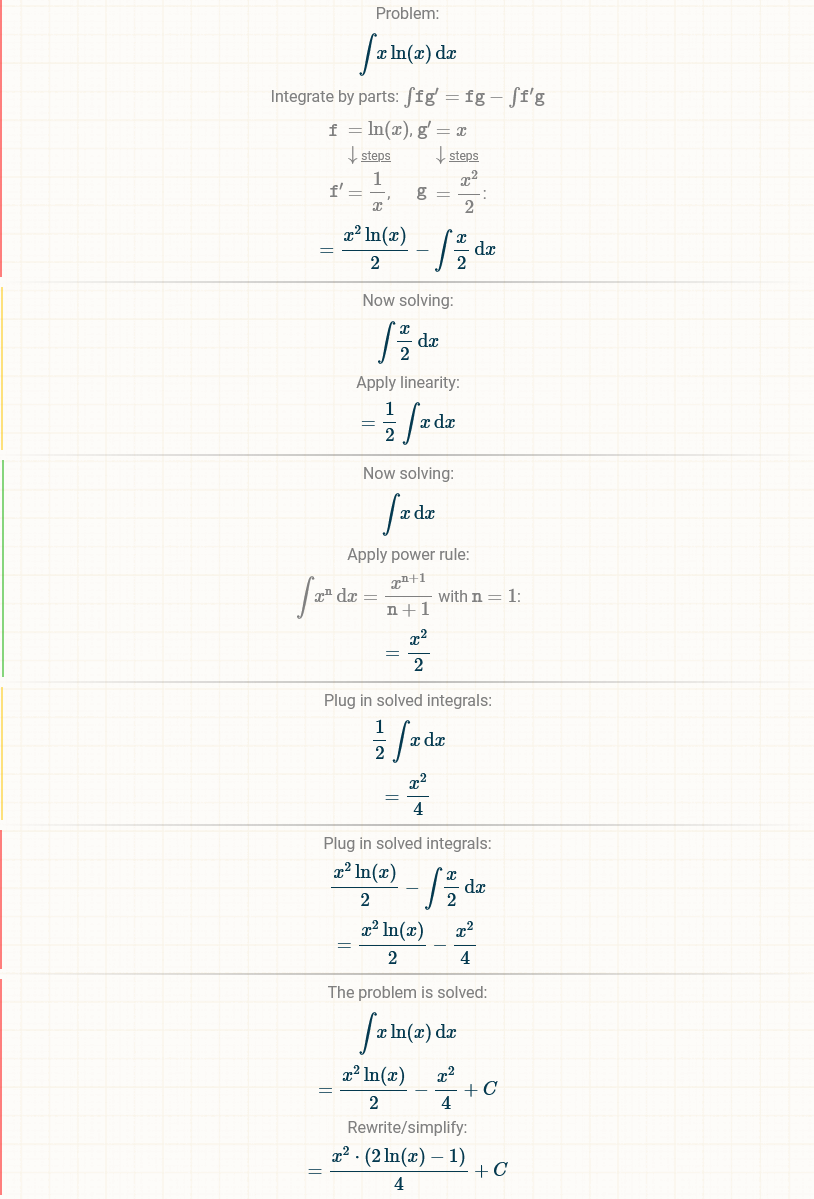 Problem:
∫ x ln(x) dx
Integrate by parts: ∫fg′ = fg − ∫f′g
f = ln(x), g′ = x
↓ steps ↓ steps
f′ = 1/x, g = x²/2:
= x² ln(x)/2 − ∫ x/2 dx
Now solving:
∫ x/2 dx
Apply linearity:
= 1/2 ∫ x dx
Now solving:
∫ x dx
Apply power rule:
∫ xⁿ dx = xⁿ⁺¹/(n + 1) with n = 1:
= x²/2
Plug in solved integrals:
1/2 ∫ x dx
= x²/4
Plug in solved integrals:
x² ln(x)/2 − ∫ x/2 dx
= x² ln(x)/2 − x²/4
The problem is solved:
∫ x ln(x) dx
= x² ln(x)/2 − x²/4 + C
Rewrite/simplify:
= x² · (2 ln(x) − 1)/4 + C